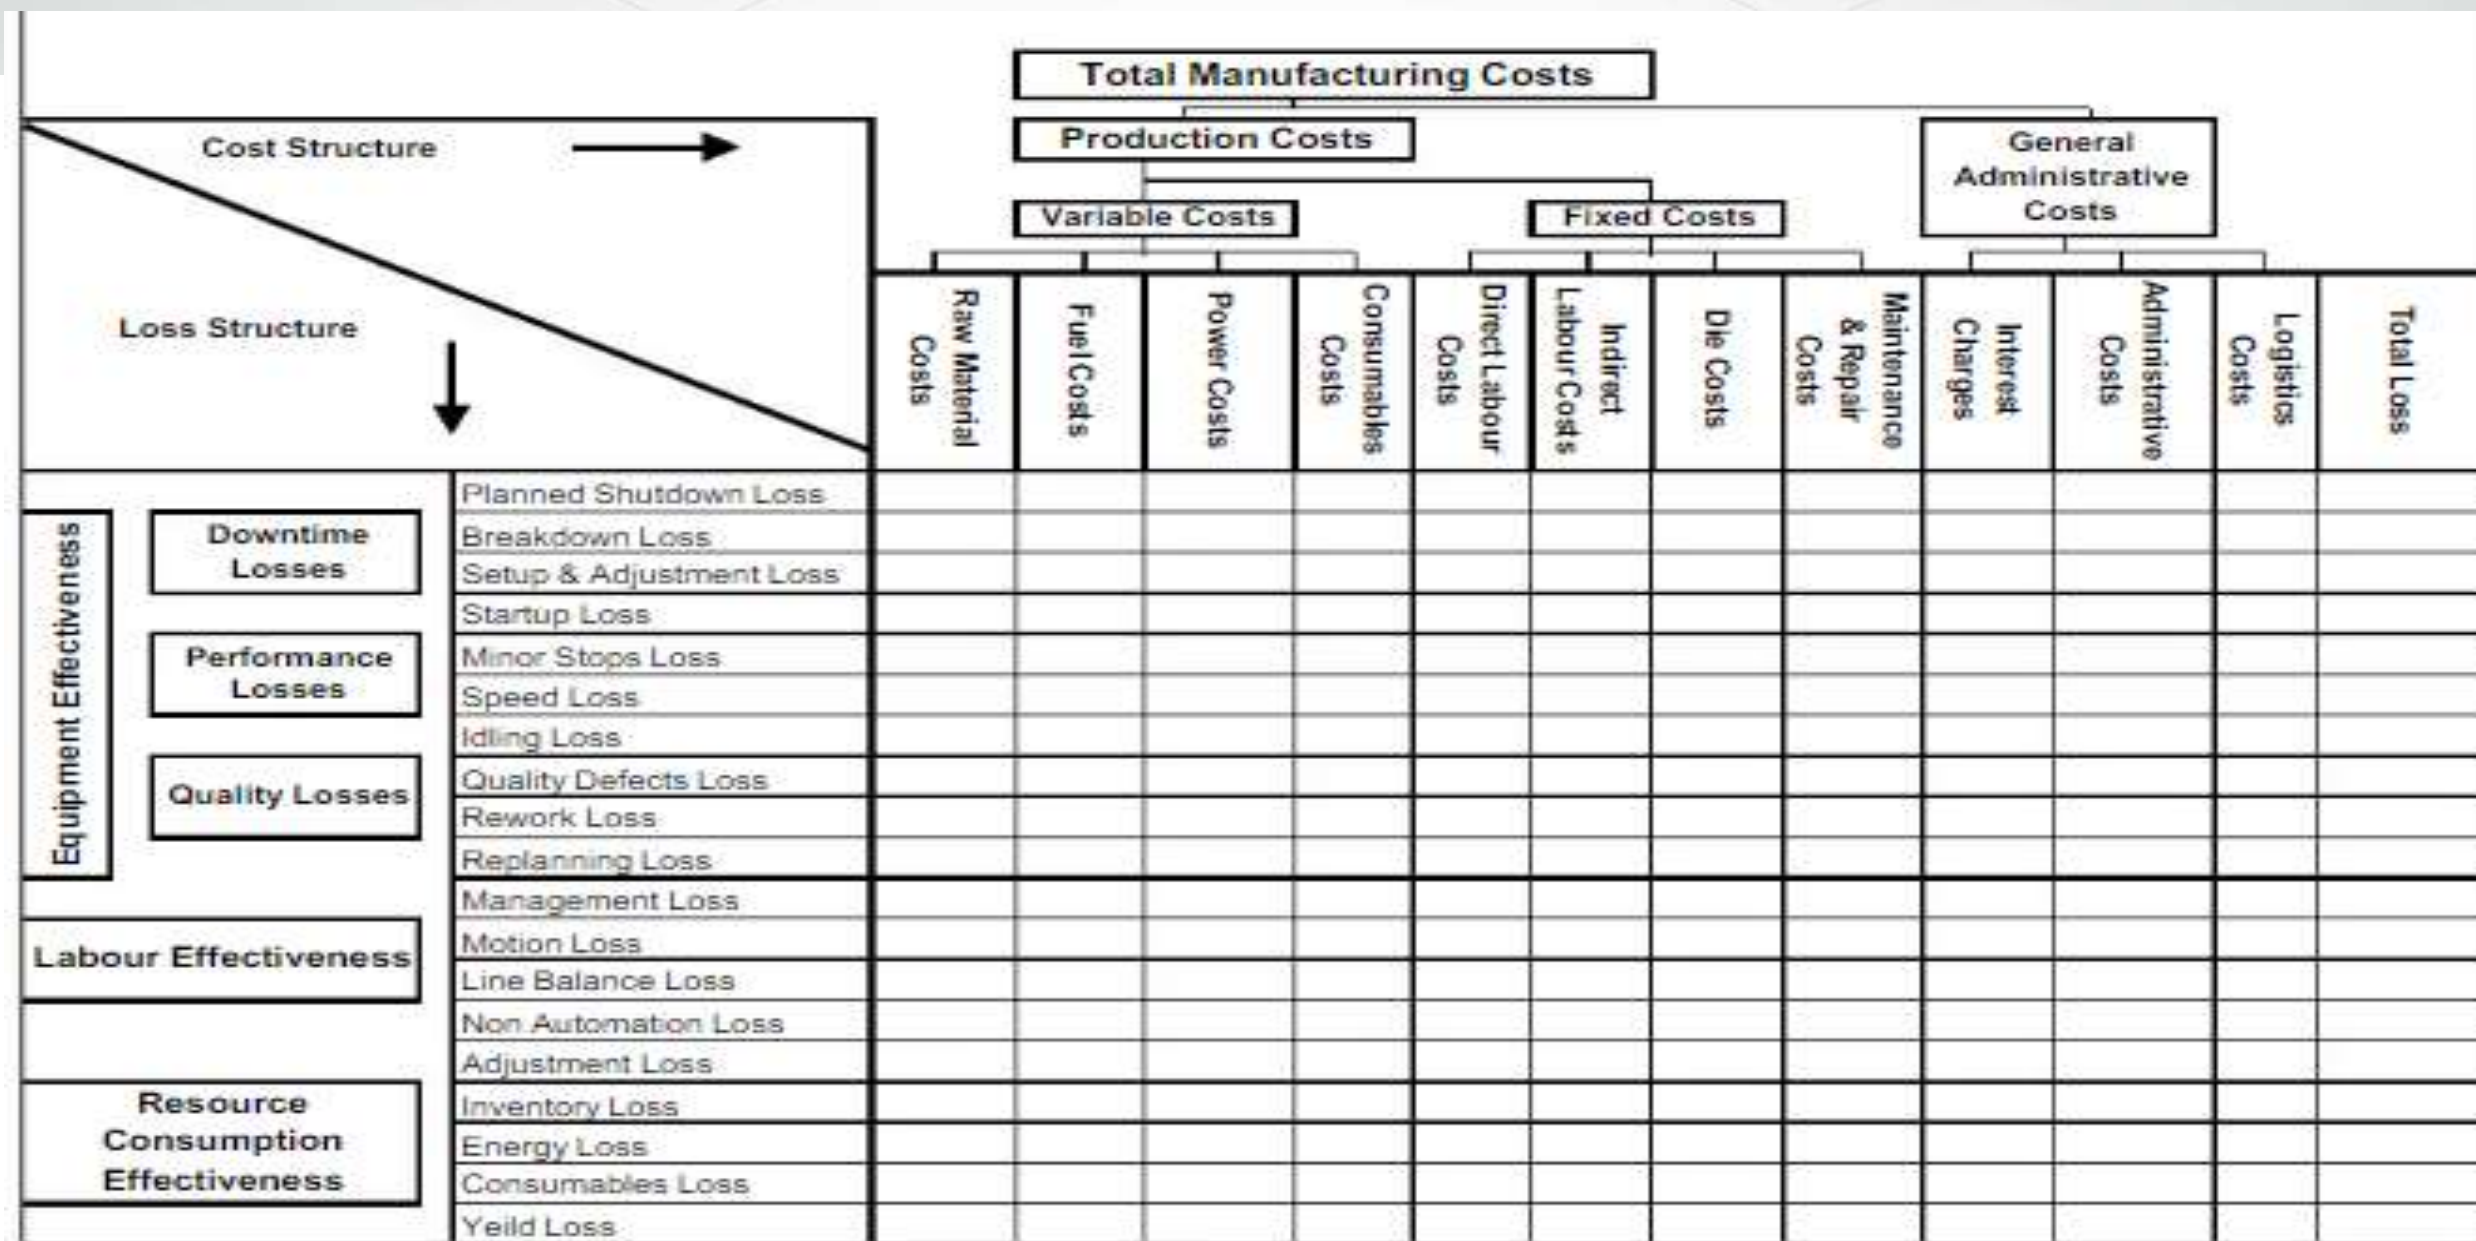 Total Manufacturing Costs
Cost Structure
Production Costs
General
Administrative
Costs
Variable Costs
Fixed Costs
Loss Structure
Raw Material
Costs
Fuel Costs
Power Costs
Consumables
Costs
Direct Labour
Costs
Indirect
Labour Costs
Die Costs
Maintenance
& Repair
Costs
Interest
Charges
Administrative
Costs
Logistics
Costs
Total Loss
Equipment Effectiveness
Downtime
Losses
Performance
Losses
Quality Losses
Labour Effectiveness
Resource
Consumption
Effectiveness
Planned Shutdown Loss
Breakdown Loss
Setup & Adjustment Loss
Startup Loss
Minor Stops Loss
Speed Loss
Idling Loss
Quality Defects Loss
Rework Loss
Replanning Loss
Management Loss
Motion Loss
Line Balance Loss
Non Automation Loss
Adjustment Loss
Inventory Loss
Energy Loss
Consumables Loss
Yeild Loss